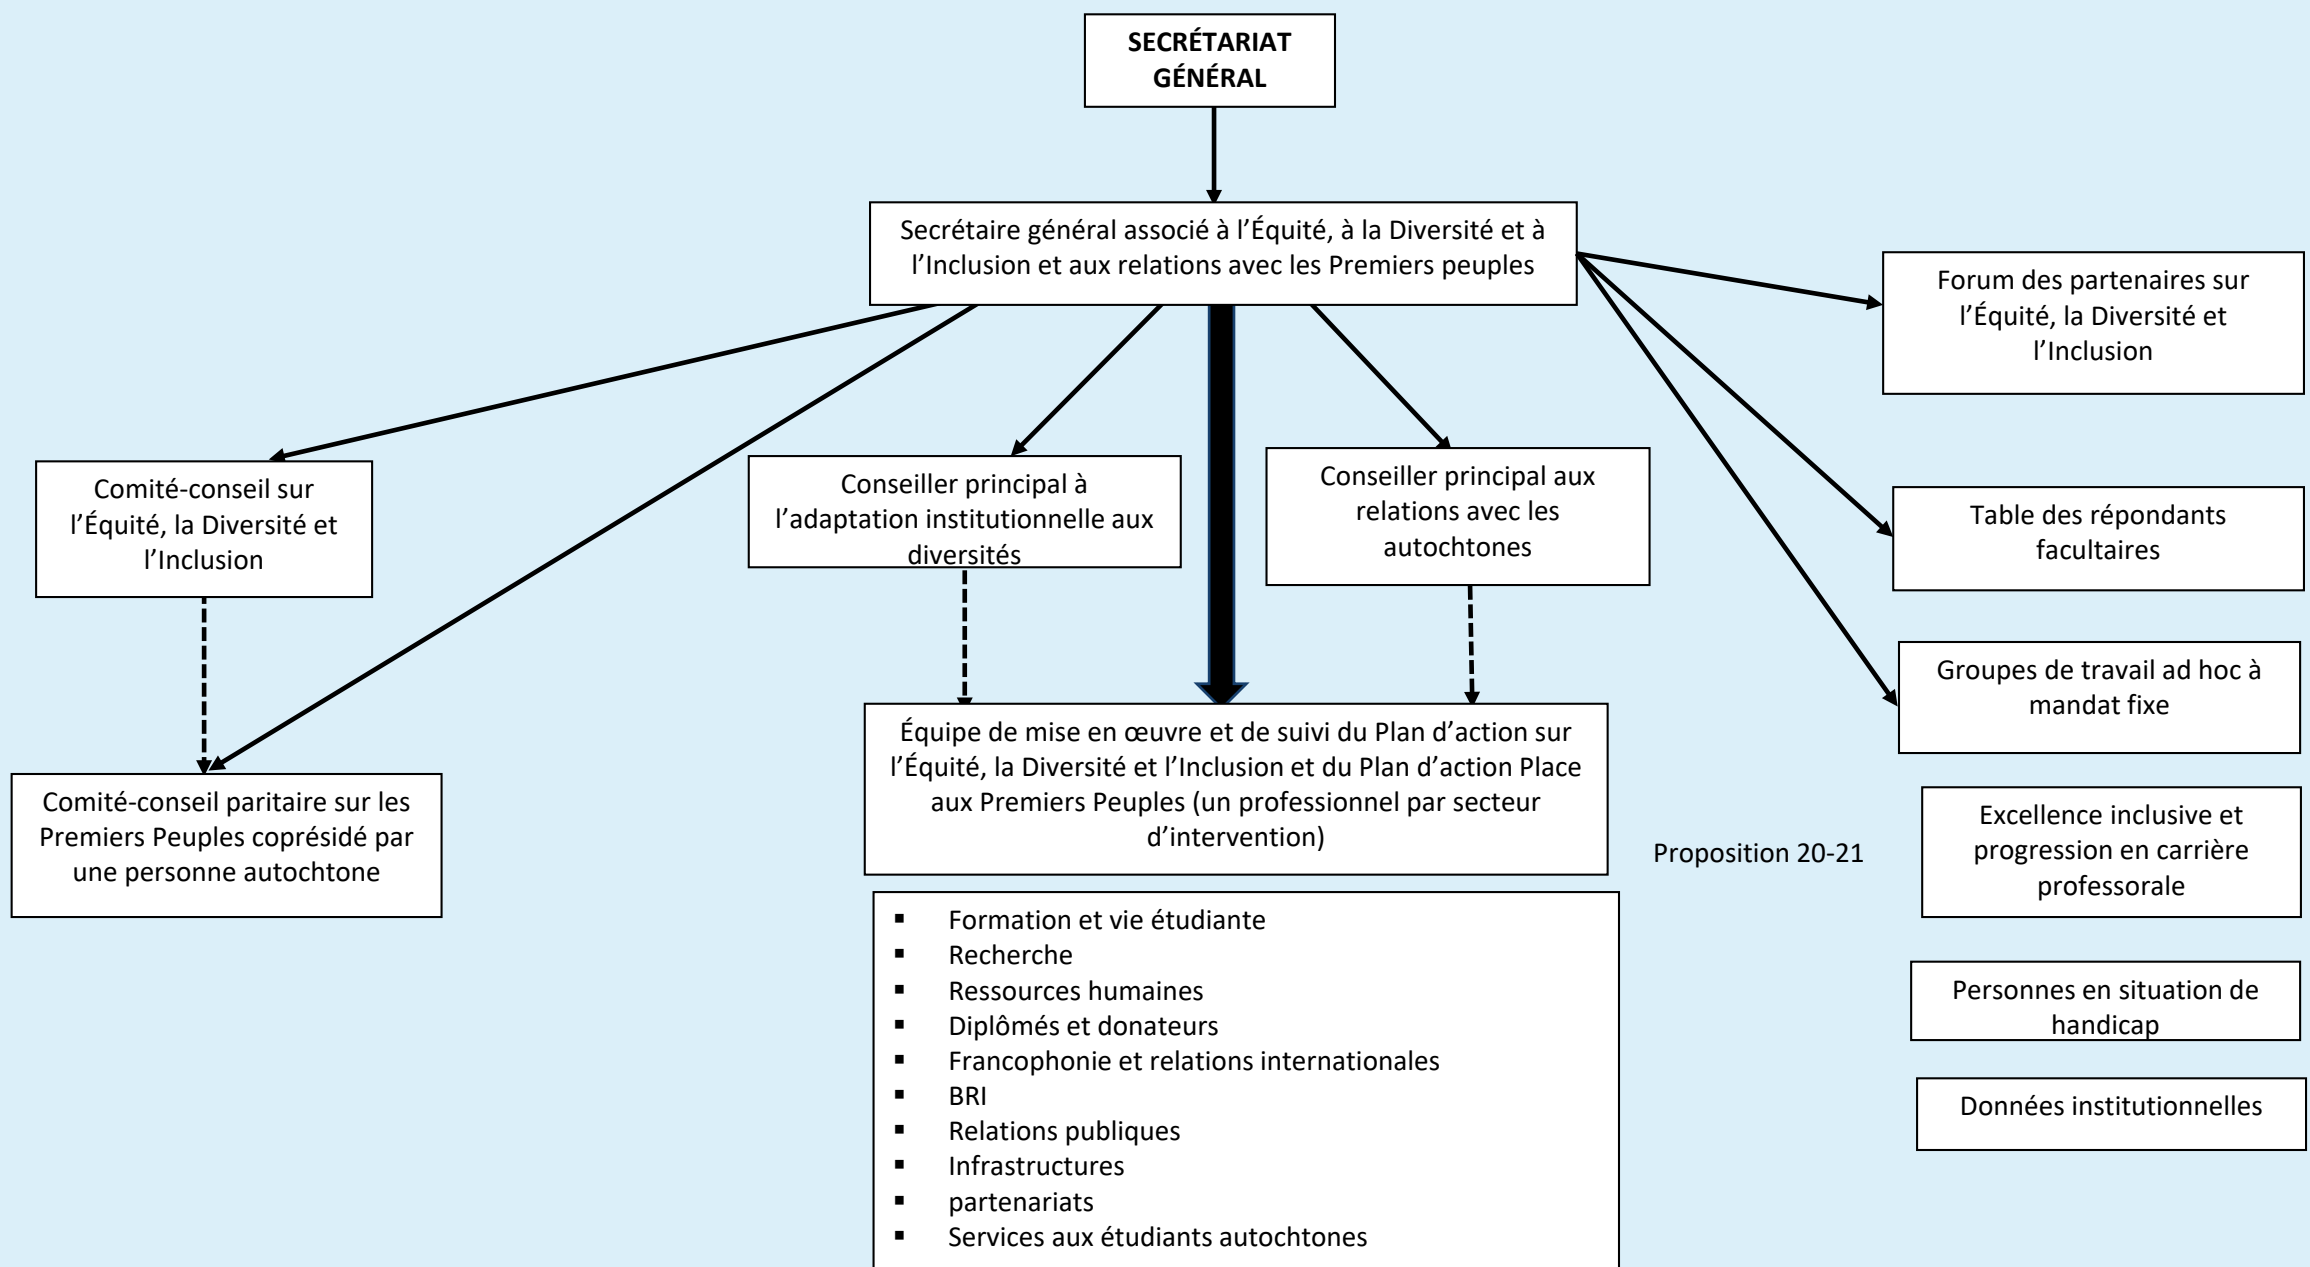 SECRÉTARIAT
GÉNÉRAL
Secrétaire général associé à l’Équité, à la Diversité et à
l’Inclusion et aux relations avec les Premiers peuples
Forum des partenaires sur
l’Équité, la Diversité et
l’Inclusion
Comité-conseil sur
l’Équité, la Diversité et
l’Inclusion
Conseiller principal à
l’adaptation institutionnelle aux
diversités
Conseiller principal aux
relations avec les
autochtones
Table des répondants
facultaires
Groupes de travail ad hoc à
mandat fixe
Comité-conseil paritaire sur les
Premiers Peuples coprésidé par
une personne autochtone
Équipe de mise en œuvre et de suivi du Plan d’action sur
l’Équité, la Diversité et l’Inclusion et du Plan d’action Place
aux Premiers Peuples (un professionnel par secteur
d’intervention)
Proposition 20-21
Excellence inclusive et
progression en carrière
professorale
▪ Formation et vie étudiante
▪ Recherche
▪ Ressources humaines
▪ Diplômés et donateurs
▪ Francophonie et relations internationales
▪ BRI
▪ Relations publiques
▪ Infrastructures
▪ partenariats
▪ Services aux étudiants autochtones
Personnes en situation de
handicap
Données institutionnelles